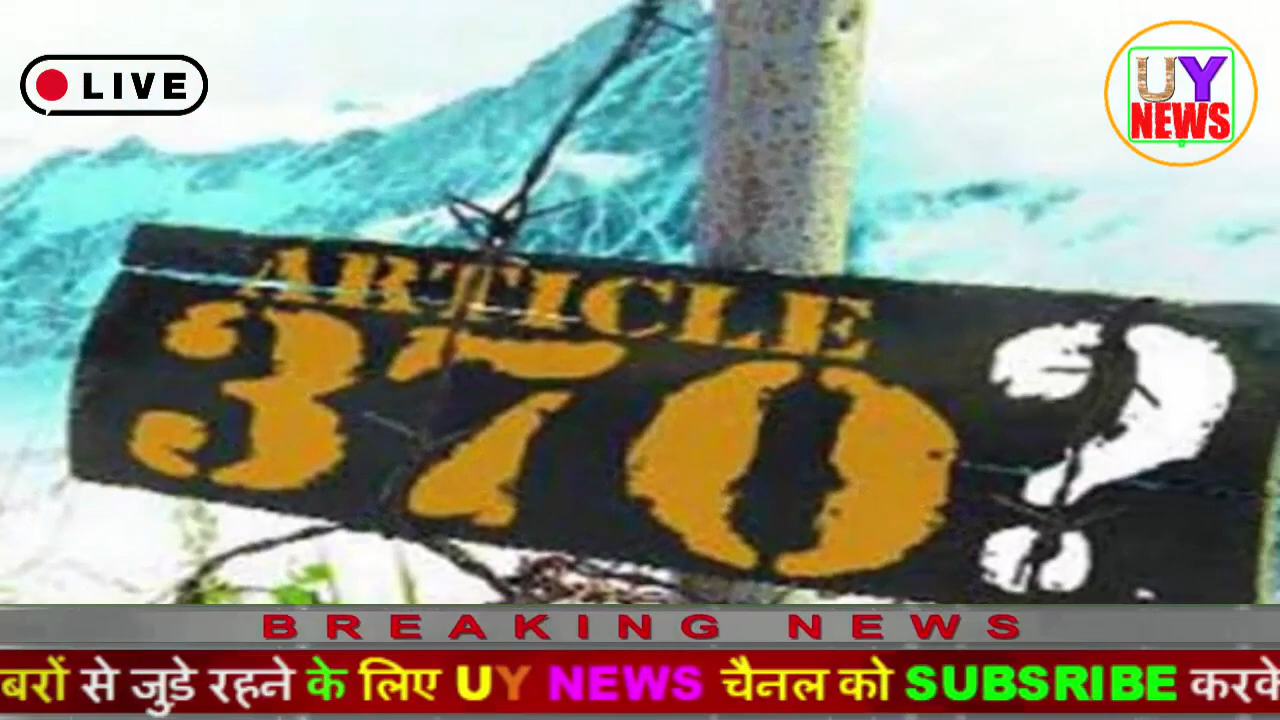 LIVE
UY
NEWS
ARTICLE
370?
BREAKING NEWS
बरों से जुड़े रहने के लिए UY NEWS चैनल को SUBSRIBE करके